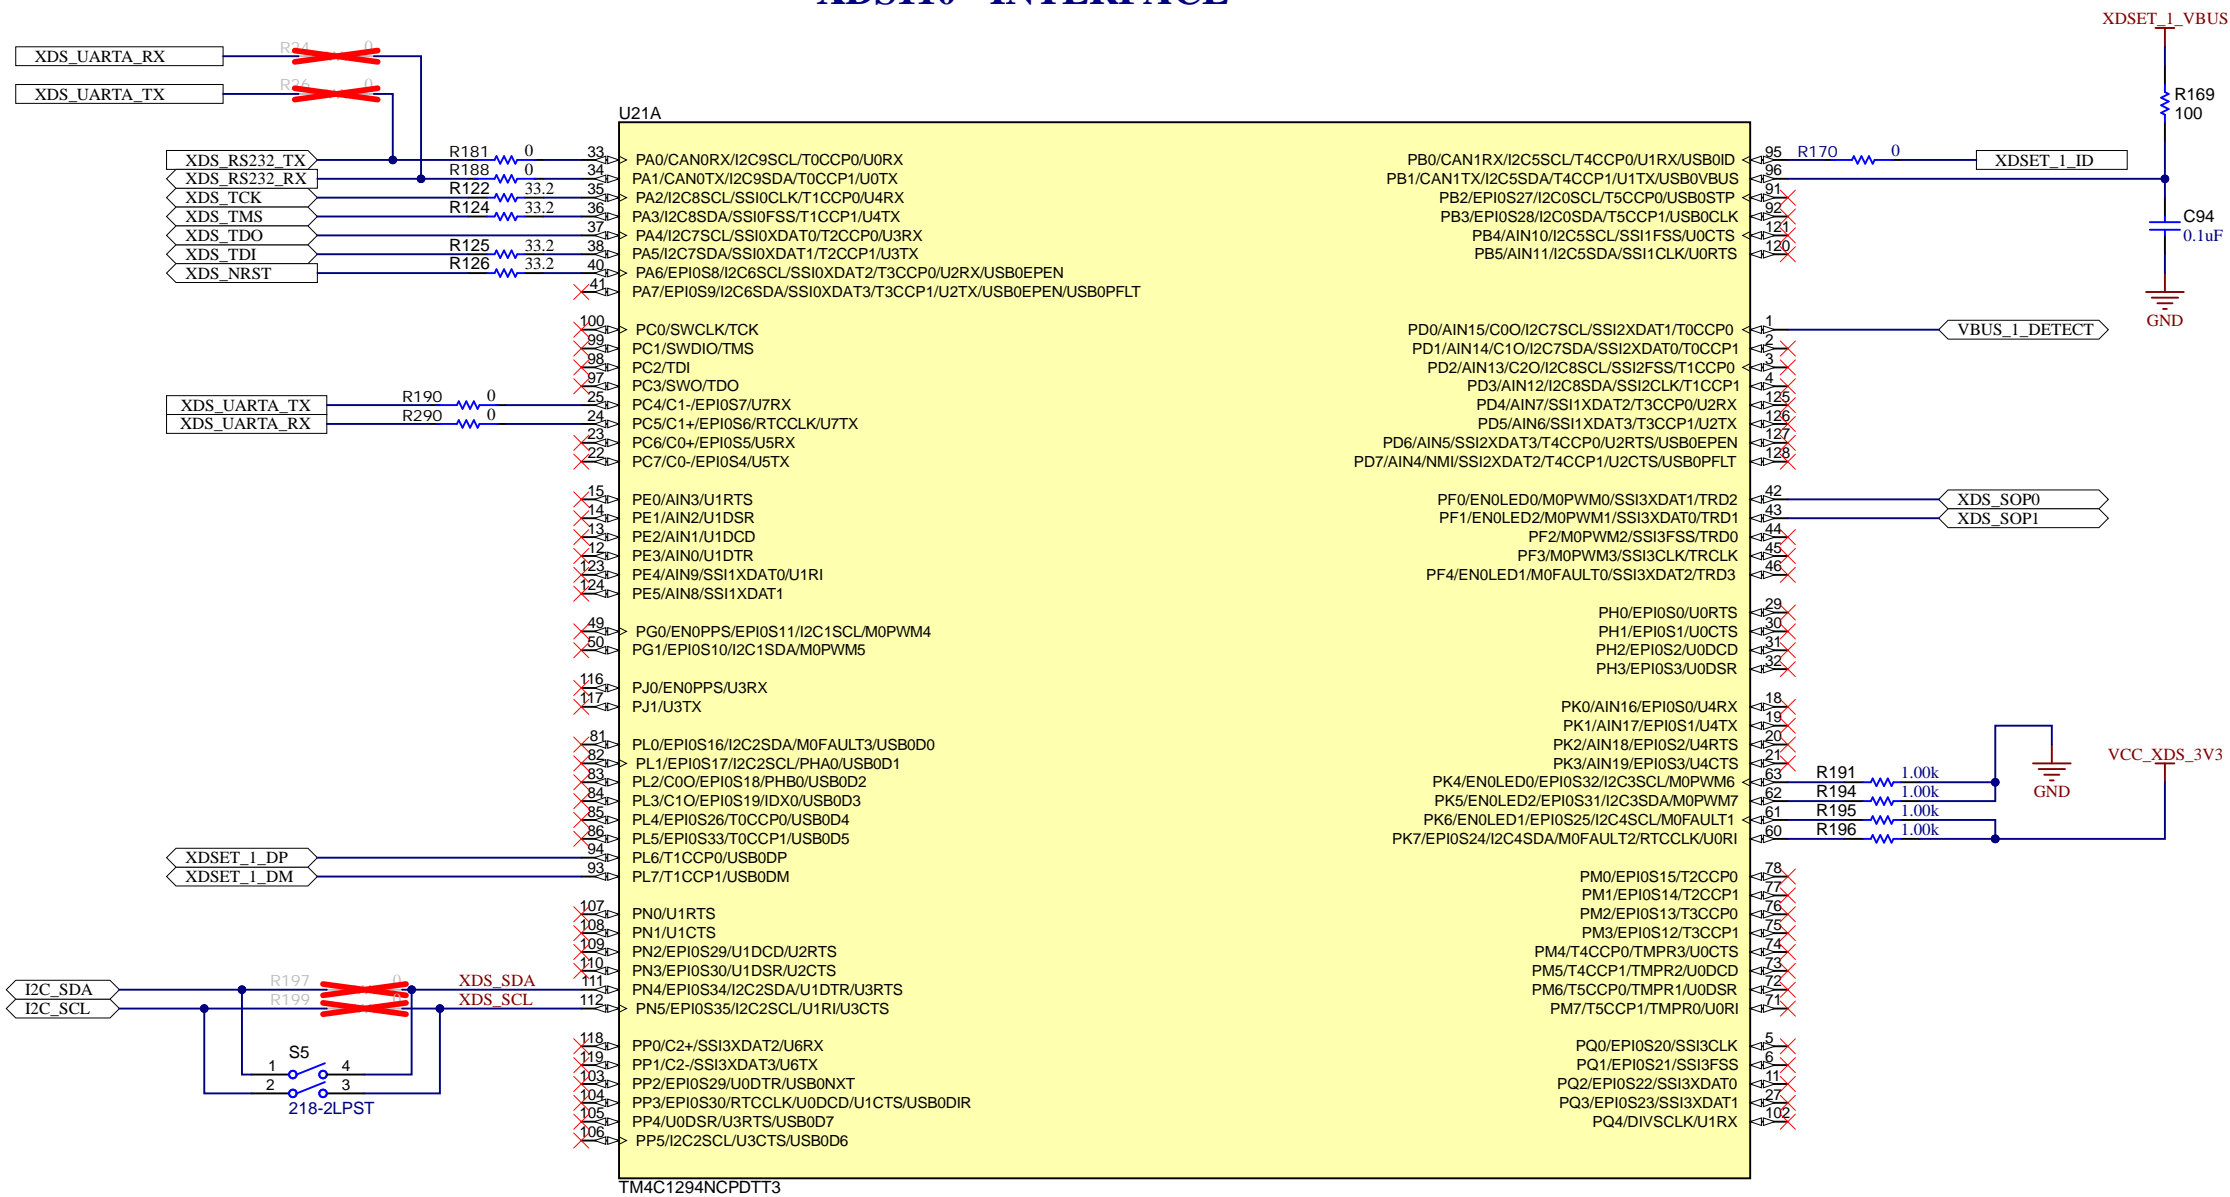 XDS110 INTERFACE
XDSET_1_VBUS
R169
100
C94
0.1uF
GND
XDS_UARTA_RX
R24 0
XDS_UARTA_TX
R26 0
U21A
XDS_RS232_TX R181 0 33 PA0/CAN0RX/I2C9SCL/T0CCP0/U0RX
XDS_RS232_RX R188 0 34 PA1/CAN0TX/I2C9SDA/T0CCP1/U0TX
XDS_TCK R122 33.2 35 PA2/I2C8SCL/SSI0CLK/T1CCP0/U4RX
XDS_TMS R124 33.2 36 PA3/I2C8SDA/SSI0FSS/T1CCP1/U4TX
XDS_TDO 37 PA4/I2C7SCL/SSI0XDAT0/T2CCP0/U3RX
XDS_TDI R125 33.2 38 PA5/I2C7SDA/SSI0XDAT1/T2CCP1/U3TX
XDS_NRST R126 33.2 40 PA6/EPI0S8/I2C6SCL/SSI0XDAT2/T3CCP0/U2RX/USB0EPEN
41 PA7/EPI0S9/I2C6SDA/SSI0XDAT3/T3CCP1/U2TX/USB0EPEN/USB0PFLT
100 PC0/SWCLK/TCK
99 PC1/SWDIO/TMS
98 PC2/TDI
97 PC3/SWO/TDO
XDS_UARTA_TX R190 0 25 PC4/C1-/EPI0S7/U7RX
XDS_UARTA_RX R290 0 24 PC5/C1+/EPI0S6/RTCCLK/U7TX
23 PC6/C0+/EPI0S5/U5RX
22 PC7/C0-/EPI0S4/U5TX
15 PE0/AIN3/U1RTS
14 PE1/AIN2/U1DSR
13 PE2/AIN1/U1DCD
12 PE3/AIN0/U1DTR
123 PE4/AIN9/SSI1XDAT0/U1RI
124 PE5/AIN8/SSI1XDAT1
49 PG0/EN0PPS/EPI0S11/I2C1SCL/M0PWM4
50 PG1/EPI0S10/I2C1SDA/M0PWM5
116 PJ0/EN0PPS/U3RX
117 PJ1/U3TX
81 PL0/EPI0S16/I2C2SDA/M0FAULT3/USB0D0
82 PL1/EPI0S17/I2C2SCL/PHA0/USB0D1
83 PL2/C0O/EPI0S18/PHB0/USB0D2
84 PL3/C1O/EPI0S19/IDX0/USB0D3
85 PL4/EPI0S26/T0CCP0/USB0D4
86 PL5/EPI0S33/T0CCP1/USB0D5
XDSET_1_DP 94 PL6/T1CCP0/USB0DP
XDSET_1_DM 93 PL7/T1CCP1/USB0DM
107 PN0/U1RTS
108 PN1/U1CTS
109 PN2/EPI0S29/U1DCD/U2RTS
110 PN3/EPI0S30/U1DSR/U2CTS
I2C_SDA R197 0 XDS_SDA 111 PN4/EPI0S34/I2C2SDA/U1DTR/U3RTS
I2C_SCL R199 0 XDS_SCL 112 PN5/EPI0S35/I2C2SCL/U1RI/U3CTS
S5
1 4
2 3
218-2LPST
118 PP0/C2+/SSI3XDAT2/U6RX
119 PP1/C2-/SSI3XDAT3/U6TX
103 PP2/EPI0S29/U0DTR/USB0NXT
104 PP3/EPI0S30/RTCCLK/U0DCD/U1CTS/USB0DIR
105 PP4/U0DSR/U3RTS/USB0D7
106 PP5/I2C2SCL/U3CTS/USB0D6
PB0/CAN1RX/I2C5SCL/T4CCP0/U1RX/USB0ID 95 R170 0 XDSET_1_ID
PB1/CAN1TX/I2C5SDA/T4CCP1/U1TX/USB0VBUS 96
PB2/EPI0S27/I2C0SCL/T5CCP0/USB0STP 91
PB3/EPI0S28/I2C0SDA/T5CCP1/USB0CLK 92
PB4/AIN10/I2C5SCL/SSI1FSS/U0CTS 121
PB5/AIN11/I2C5SDA/SSI1CLK/U0RTS 120
PD0/AIN15/C0O/I2C7SCL/SSI2XDAT1/T0CCP0 1 VBUS_1_DETECT
PD1/AIN14/C1O/I2C7SDA/SSI2XDAT0/T0CCP1 2
PD2/AIN13/C2O/I2C8SCL/SSI2FSS/T1CCP0 3
PD3/AIN12/I2C8SDA/SSI2CLK/T1CCP1 4
PD4/AIN7/SSI1XDAT2/T3CCP0/U2RX 125
PD5/AIN6/SSI1XDAT3/T3CCP1/U2TX 126
PD6/AIN5/SSI2XDAT3/T4CCP0/U2RTS/USB0EPEN 127
PD7/AIN4/NMI/SSI2XDAT2/T4CCP1/U2CTS/USB0PFLT 128
PF0/EN0LED0/M0PWM0/SSI3XDAT1/TRD2 42 XDS_SOP0
PF1/EN0LED2/M0PWM1/SSI3XDAT0/TRD1 43 XDS_SOP1
PF2/M0PWM2/SSI3FSS/TRD0 44
PF3/M0PWM3/SSI3CLK/TRCLK 45
PF4/EN0LED1/M0FAULT0/SSI3XDAT2/TRD3 46
PH0/EPI0S0/U0RTS 29
PH1/EPI0S1/U0CTS 30
PH2/EPI0S2/U0DCD 31
PH3/EPI0S3/U0DSR 32
PK0/AIN16/EPI0S0/U4RX 18
PK1/AIN17/EPI0S1/U4TX 19
PK2/AIN18/EPI0S2/U4RTS 20
PK3/AIN19/EPI0S3/U4CTS 21
PK4/EN0LED0/EPI0S32/I2C3SCL/M0PWM6 63 R191 1.00k
PK5/EN0LED2/EPI0S31/I2C3SDA/M0PWM7 62 R194 1.00k
PK6/EN0LED1/EPI0S25/I2C4SCL/M0FAULT1 61 R195 1.00k
PK7/EPI0S24/I2C4SDA/M0FAULT2/RTCCLK/U0RI 60 R196 1.00k
GND
VCC_XDS_3V3
PM0/EPI0S15/T2CCP0 78
PM1/EPI0S14/T2CCP1 77
PM2/EPI0S13/T3CCP0 76
PM3/EPI0S12/T3CCP1 75
PM4/T4CCP0/TMPR3/U0CTS 74
PM5/T4CCP1/TMPR2/U0DCD 73
PM6/T5CCP0/TMPR1/U0DSR 72
PM7/T5CCP1/TMPR0/U0RI 71
PQ0/EPI0S20/SSI3CLK 5
PQ1/EPI0S21/SSI3FSS 6
PQ2/EPI0S22/SSI3XDAT0 11
PQ3/EPI0S23/SSI3XDAT1 27
PQ4/DIVSCLK/U1RX 102
TM4C1294NCPDTT3